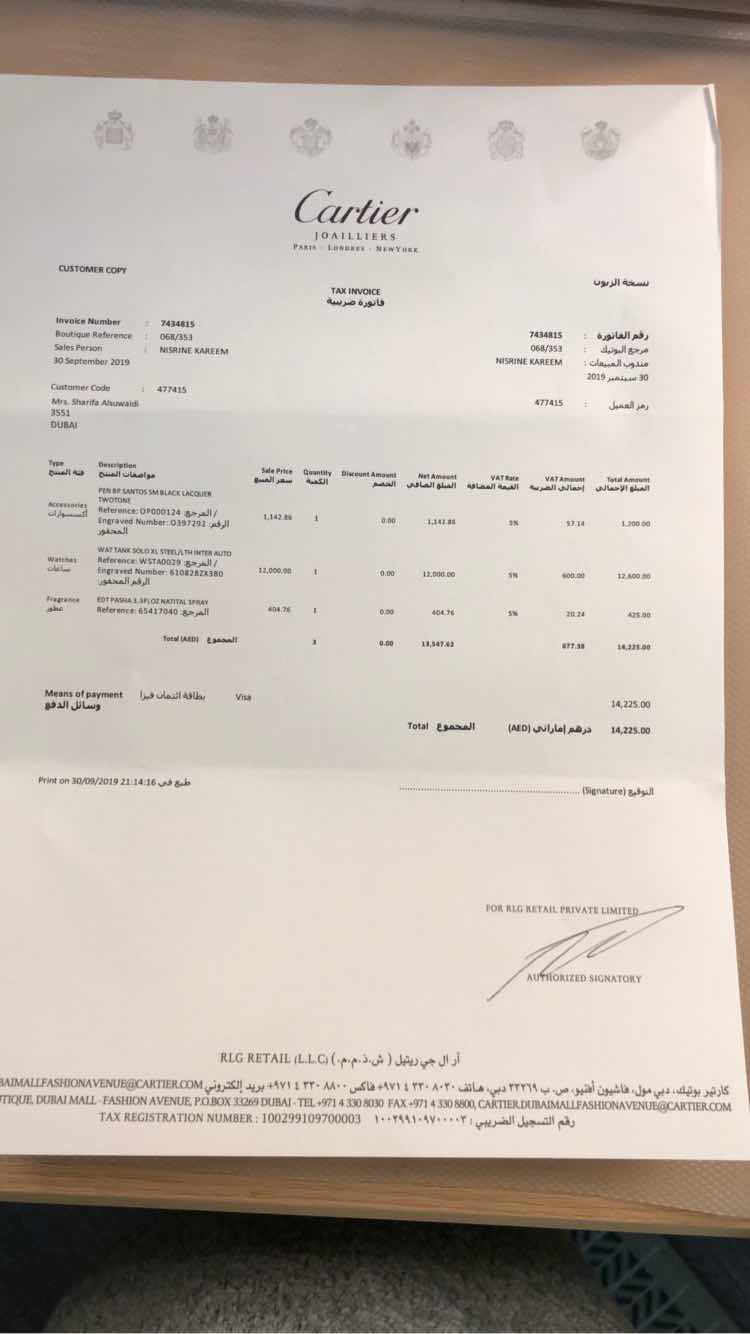 Cartier
JOAILLIERS
PARIS - LONDRES - NEWYORK
CUSTOMER COPY
نسخة الزبون
TAX INVOICE
فاتورة ضريبية
Invoice Number : 7434815
Boutique Reference : 068/353
Sales Person : NISRINE KAREEM
30 September 2019
رقم الفاتورة : 7434815
مرجع البوتيك : 068/353
مندوب المبيعات : NISRINE KAREEM
30 سبتمبر 2019
Customer Code : 477415
Mrs. Sharifa Alsuwaidi
3551
DUBAI
رمز العميل : 477415
Type Description Sale Price Quantity Discount Amount Net Amount VAT Rate VAT Amount Total Amount
فئة المنتج مواصفات المنتج سعر المبيع الكمية الخصم المبلغ الصافي القيمة المضافة إجمالي الضريبة المبلغ الإجمالي
PEN BP SANTOS SM BLACK LACQUER
TWOTONE
Accessories Reference: OP000124 المرجع: /
أكسسوارات Engraved Number: O397292 الرقم
المحفور
1,142.86 1 0.00 1,142.86 5% 57.14 1,200.00
WAT TANK SOLO XL STEEL/LTH INTER AUTO
Watches Reference: WSTA0029 المرجع: /
ساعات Engraved Number: 610828ZX380
الرقم المحفور:
12,000.00 1 0.00 12,000.00 5% 600.00 12,600.00
Fragrance EDT PASHA 3,3FLOZ NATITAL SPRAY
عطور Reference: 65417040 المرجع:
404.76 1 0.00 404.76 5% 20.24 425.00
Total (AED) المجموع 3 0.00 13,547.62 677.38 14,225.00
Means of payment بطاقة ائتمان فيزا Visa 14,225.00
وسائل الدفع
Total المجموع (AED) درهم إماراتي 14,225.00
Print on 30/09/2019 21:14:16 طبع في
(Signature) التوقيع
FOR RLG RETAIL PRIVATE LIMITED
AUTHORIZED SIGNATORY
RLG RETAIL (L.L.C) (.ش.ذ.م.م) أر ال جي ريتيل
كارتير بوتيك، دبي مول، فاشيون أفنيو، ص.ب ٣٣٢٦٩ دبي، هاتف ٨٠٣٠ ٣٣٠ ٤ ٩٧١+ فاكس ٨٨٠٠ ٣٣٠ ٤ ٩٧١+ بريد إلكتروني BAIMALLFASHIONAVENUE@CARTIER.COM
TIQUE, DUBAI MALL - FASHION AVENUE, P.O.BOX 33269 DUBAI - TEL +971 4 330 8030 FAX +971 4 330 8800, CARTIER.DUBAIMALLFASHIONAVENUE@CARTIER.COM
TAX REGISTRATION NUMBER : 100299109700003 رقم التسجيل الضريبي : ١٠٠٢٩٩١٠٩٧٠٠٠٠٣